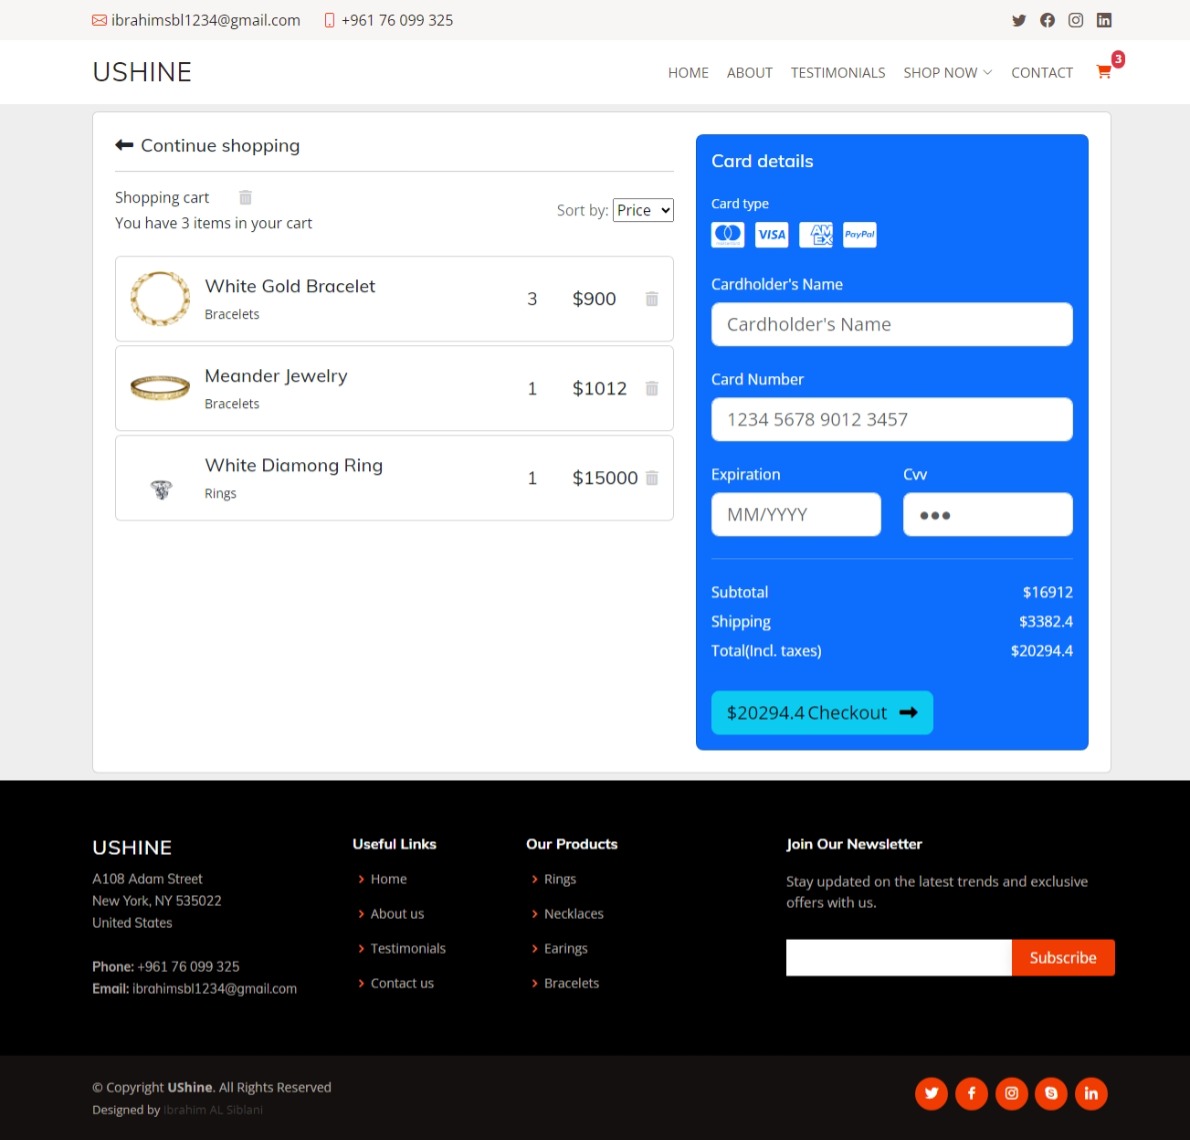 ibrahimsbl1234@gmail.com +961 76 099 325
USHINE
HOME ABOUT TESTIMONIALS SHOP NOW CONTACT 3
Continue shopping
Shopping cart
You have 3 items in your cart
Sort by: Price
White Gold Bracelet
Bracelets
3 $900
Meander Jewelry
Bracelets
1 $1012
White Diamong Ring
Rings
1 $15000
Card details
Card type
VISA AMEX PayPal
Cardholder's Name
Cardholder's Name
Card Number
1234 5678 9012 3457
Expiration Cvv
MM/YYYY ●●●
Subtotal $16912
Shipping $3382.4
Total(Incl. taxes) $20294.4
$20294.4 Checkout
USHINE
A108 Adam Street
New York, NY 535022
United States
Phone: +961 76 099 325
Email: ibrahimsbl1234@gmail.com
Useful Links
Home
About us
Testimonials
Contact us
Our Products
Rings
Necklaces
Earings
Bracelets
Join Our Newsletter
Stay updated on the latest trends and exclusive
offers with us.
Subscribe
© Copyright UShine. All Rights Reserved
Designed by Ibrahim AL Siblani